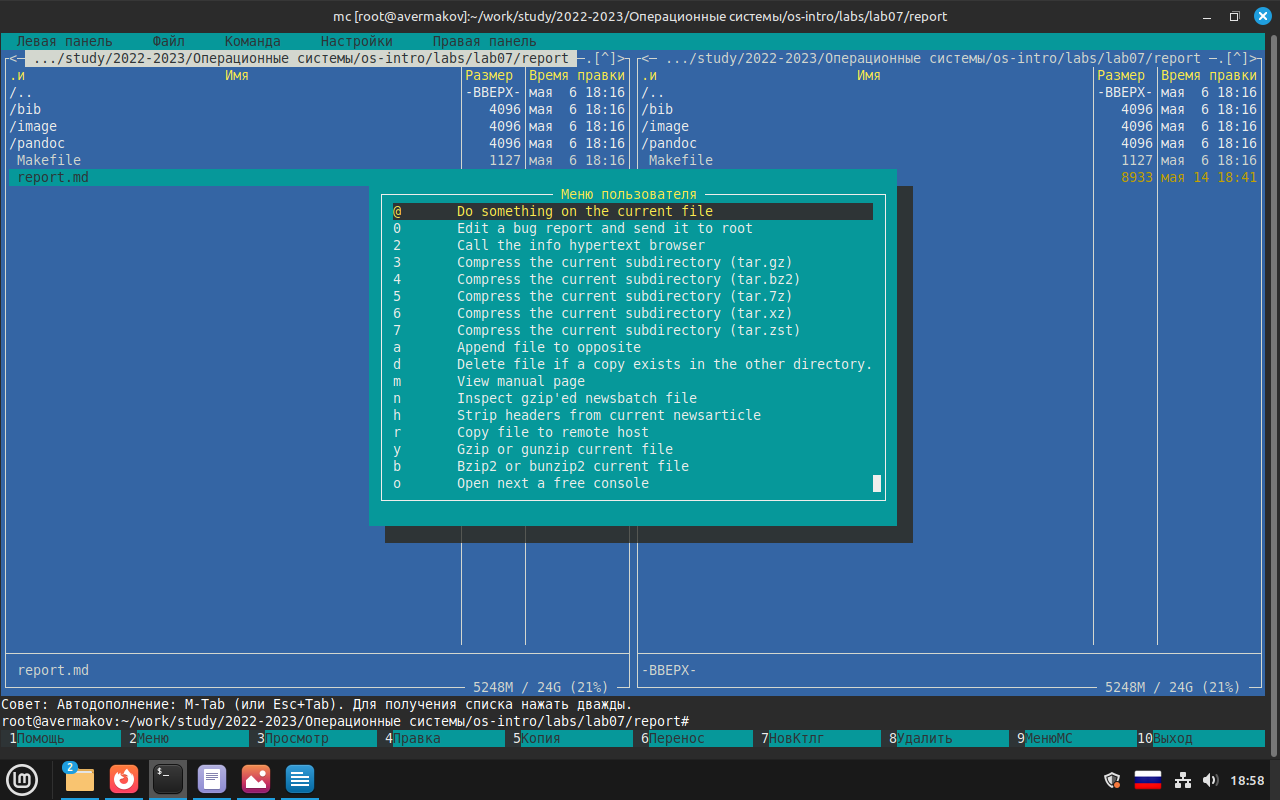 mc [root@avermakov]:~/work/study/2022-2023/Операционные системы/os-intro/labs/lab07/report
Левая панель Файл Команда Настройки Правая панель
<─ .../study/2022-2023/Операционные системы/os-intro/labs/lab07/report ─.[^]>
.и Имя Размер Время правки
/.. -ВВЕРХ- мая 6 18:16
/bib 4096 мая 6 18:16
/image 4096 мая 6 18:16
/pandoc 4096 мая 6 18:16
Makefile 1127 мая 6 18:16
report.md
<─ .../study/2022-2023/Операционные системы/os-intro/labs/lab07/report ─.[^]>
.и Имя Размер Время правки
/.. -ВВЕРХ- мая 6 18:16
/bib 4096 мая 6 18:16
/image 4096 мая 6 18:16
/pandoc 4096 мая 6 18:16
Makefile 1127 мая 6 18:16
8933 мая 14 18:41
Меню пользователя
@ Do something on the current file
0 Edit a bug report and send it to root
2 Call the info hypertext browser
3 Compress the current subdirectory (tar.gz)
4 Compress the current subdirectory (tar.bz2)
5 Compress the current subdirectory (tar.7z)
6 Compress the current subdirectory (tar.xz)
7 Compress the current subdirectory (tar.zst)
a Append file to opposite
d Delete file if a copy exists in the other directory.
m View manual page
n Inspect gzip'ed newsbatch file
h Strip headers from current newsarticle
r Copy file to remote host
y Gzip or gunzip current file
b Bzip2 or bunzip2 current file
o Open next a free console
report.md
5248M / 24G (21%)
-ВВЕРХ-
5248M / 24G (21%)
Совет: Автодополнение: M-Tab (или Esc+Tab). Для получения списка нажать дважды.
root@avermakov:~/work/study/2022-2023/Операционные системы/os-intro/labs/lab07/report#
1Помощь 2Меню 3Просмотр 4Правка 5Копия 6Перенос 7НовКтлг 8Удалить 9МенюMC 10Выход
2
$_
18:58